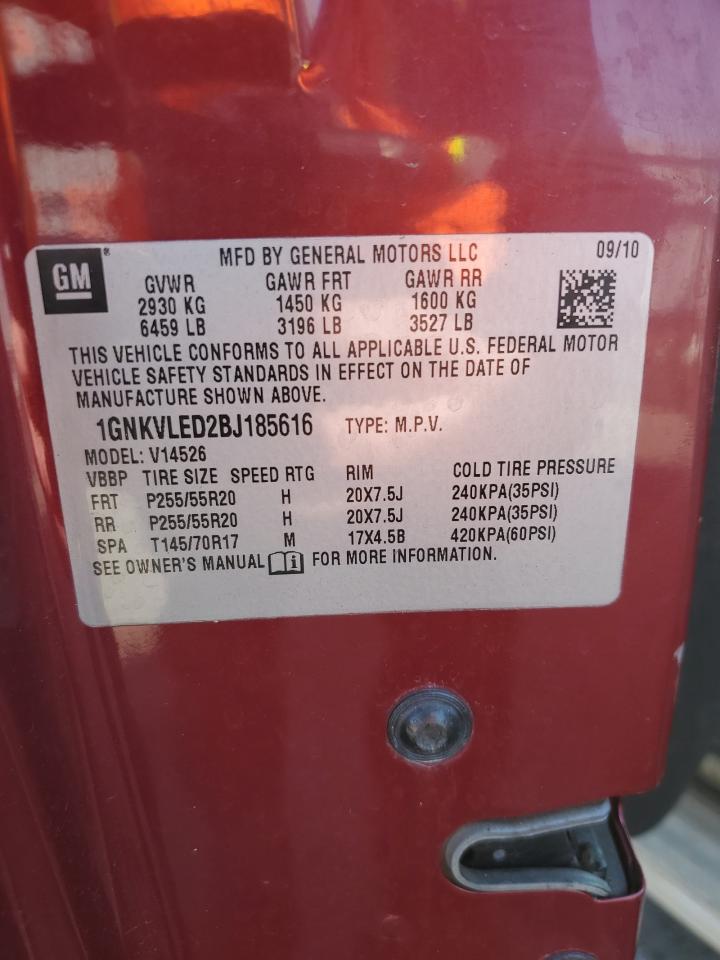 GM®
MFD BY GENERAL MOTORS LLC 09/10
GVWR GAWR FRT GAWR RR
2930 KG 1450 KG 1600 KG
6459 LB 3196 LB 3527 LB
THIS VEHICLE CONFORMS TO ALL APPLICABLE U.S. FEDERAL MOTOR
VEHICLE SAFETY STANDARDS IN EFFECT ON THE DATE OF
MANUFACTURE SHOWN ABOVE.
1GNKVLED2BJ185616 TYPE: M.P.V.
MODEL: V14526
VBBP TIRE SIZE SPEED RTG RIM COLD TIRE PRESSURE
FRT P255/55R20 H 20X7.5J 240KPA(35PSI)
RR P255/55R20 H 20X7.5J 240KPA(35PSI)
SPA T145/70R17 M 17X4.5B 420KPA(60PSI)
SEE OWNER'S MANUAL i FOR MORE INFORMATION.